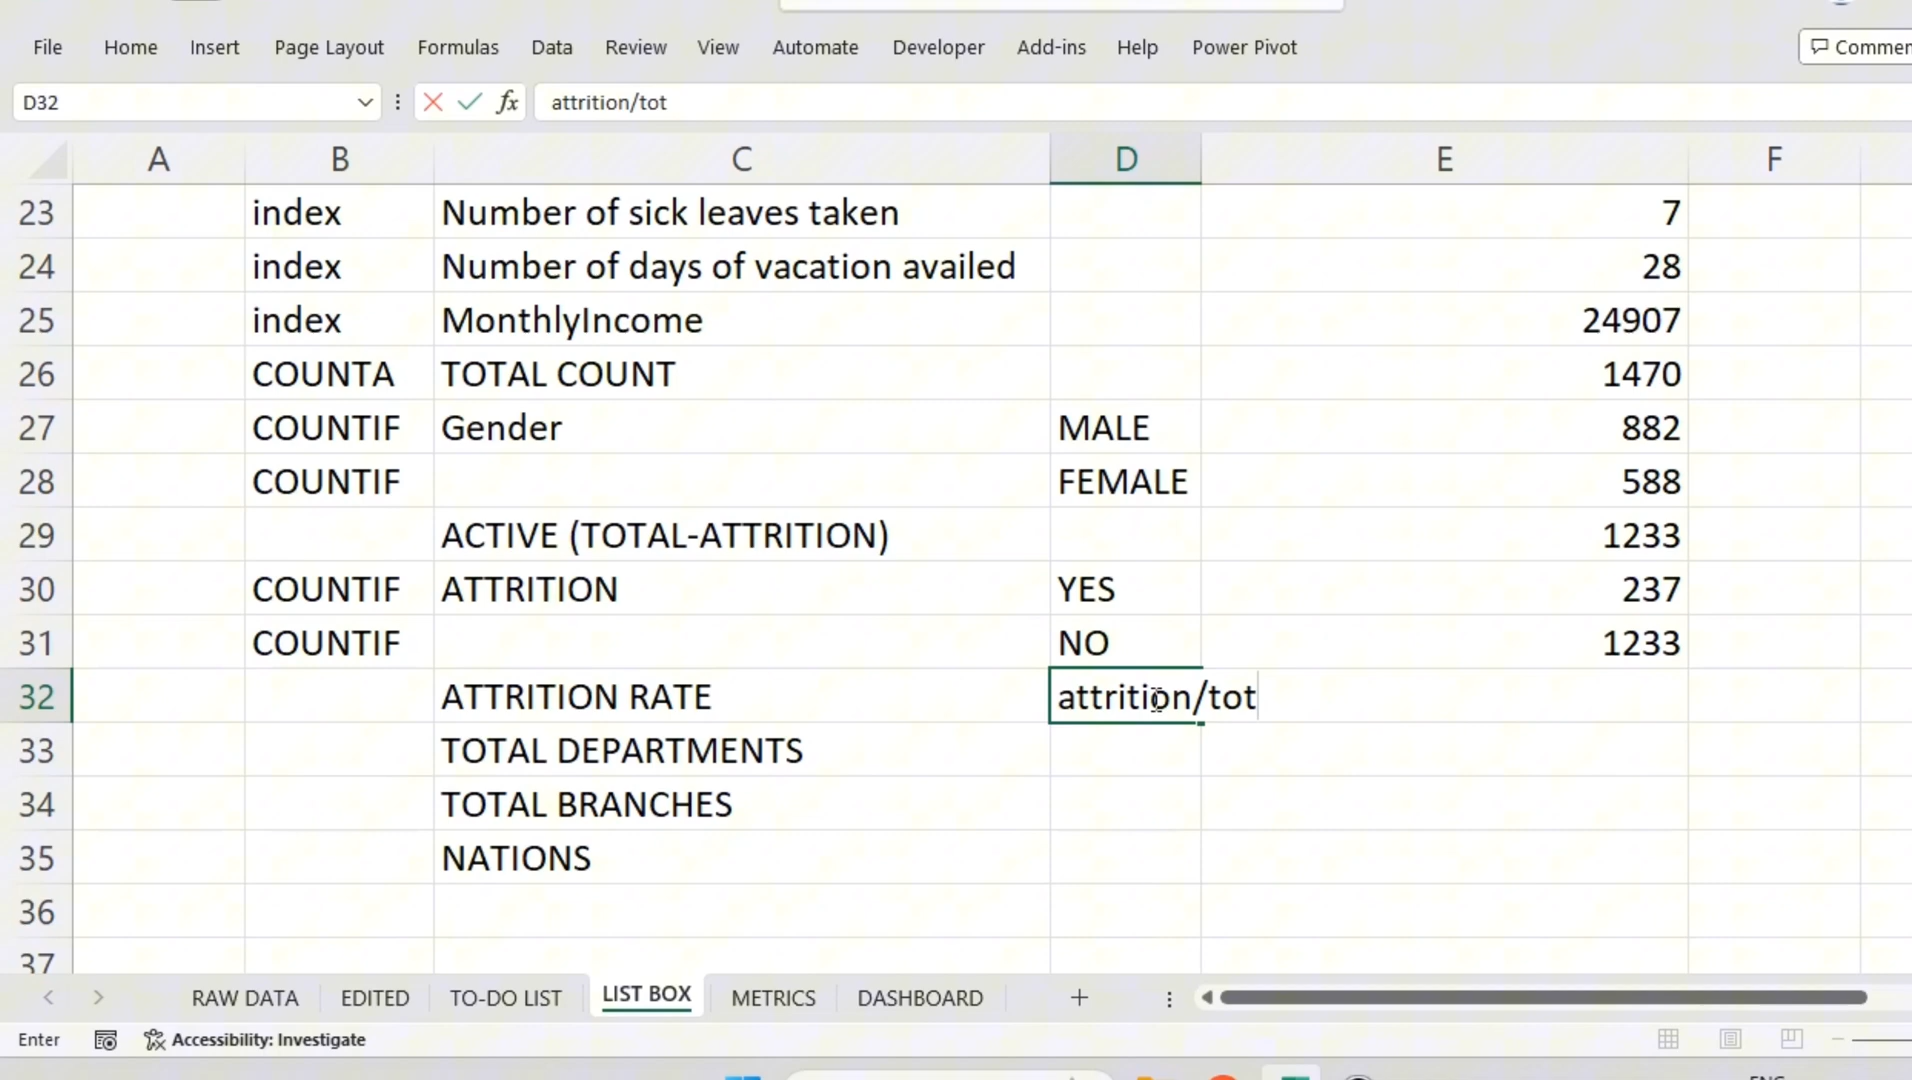 File Home Insert Page Layout Formulas Data Review View Automate Developer Add-ins Help Power Pivot Commen
D32 fx attrition/tot
A B C D E F
23 index Number of sick leaves taken 7
24 index Number of days of vacation availed 28
25 index MonthlyIncome 24907
26 COUNTA TOTAL COUNT 1470
27 COUNTIF Gender MALE 882
28 COUNTIF FEMALE 588
29 ACTIVE (TOTAL-ATTRITION) 1233
30 COUNTIF ATTRITION YES 237
31 COUNTIF NO 1233
32 ATTRITION RATE attrition/tot
33 TOTAL DEPARTMENTS
34 TOTAL BRANCHES
35 NATIONS
36
37
RAW DATA EDITED TO-DO LIST LIST BOX METRICS DASHBOARD
Enter Accessibility: Investigate
ENG